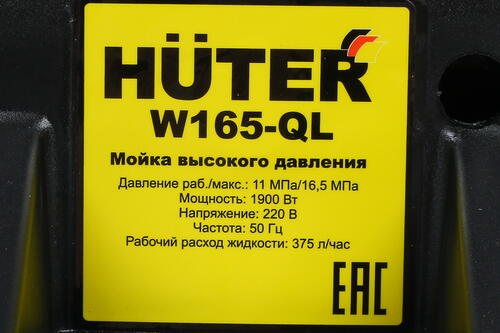 HÜTER
W165-QL
Мойка высокого давления
Давление раб./макс.: 11 МПа/16,5 МПа
Мощность: 1900 Вт
Напряжение: 220 В
Частота: 50 Гц
Рабочий расход жидкости: 375 л/час
EAC